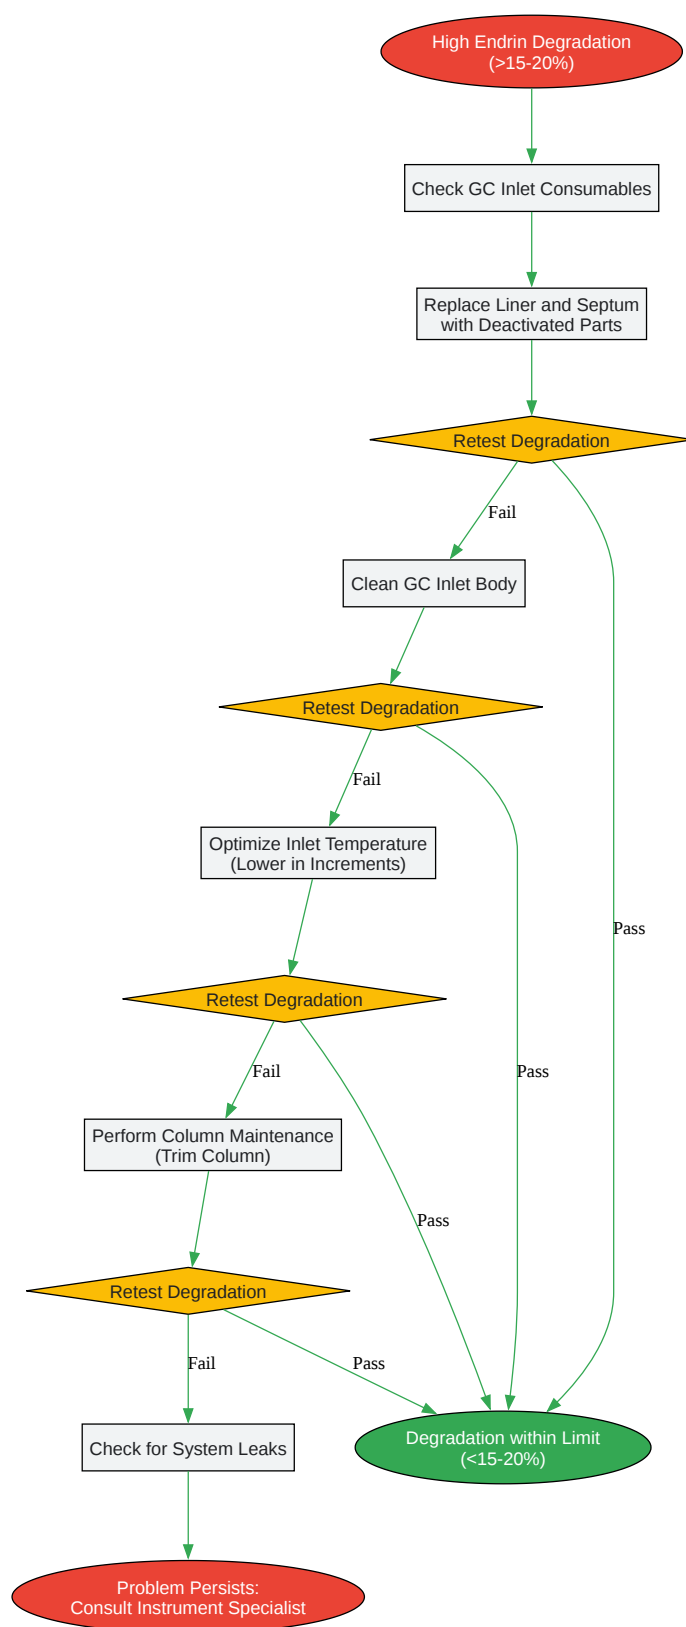 High Endrin Degradation
(>15-20%)
Check GC Inlet Consumables
Replace Liner and Septum
with Deactivated Parts
Retest Degradation
Fail
Clean GC Inlet Body
Retest Degradation
Fail
Optimize Inlet Temperature
(Lower in Increments)
Pass
Retest Degradation
Fail
Pass
Perform Column Maintenance
(Trim Column)
Pass
Retest Degradation
Fail
Pass
Check for System Leaks
Degradation within Limit
(<15-20%)
Problem Persists:
Consult Instrument Specialist